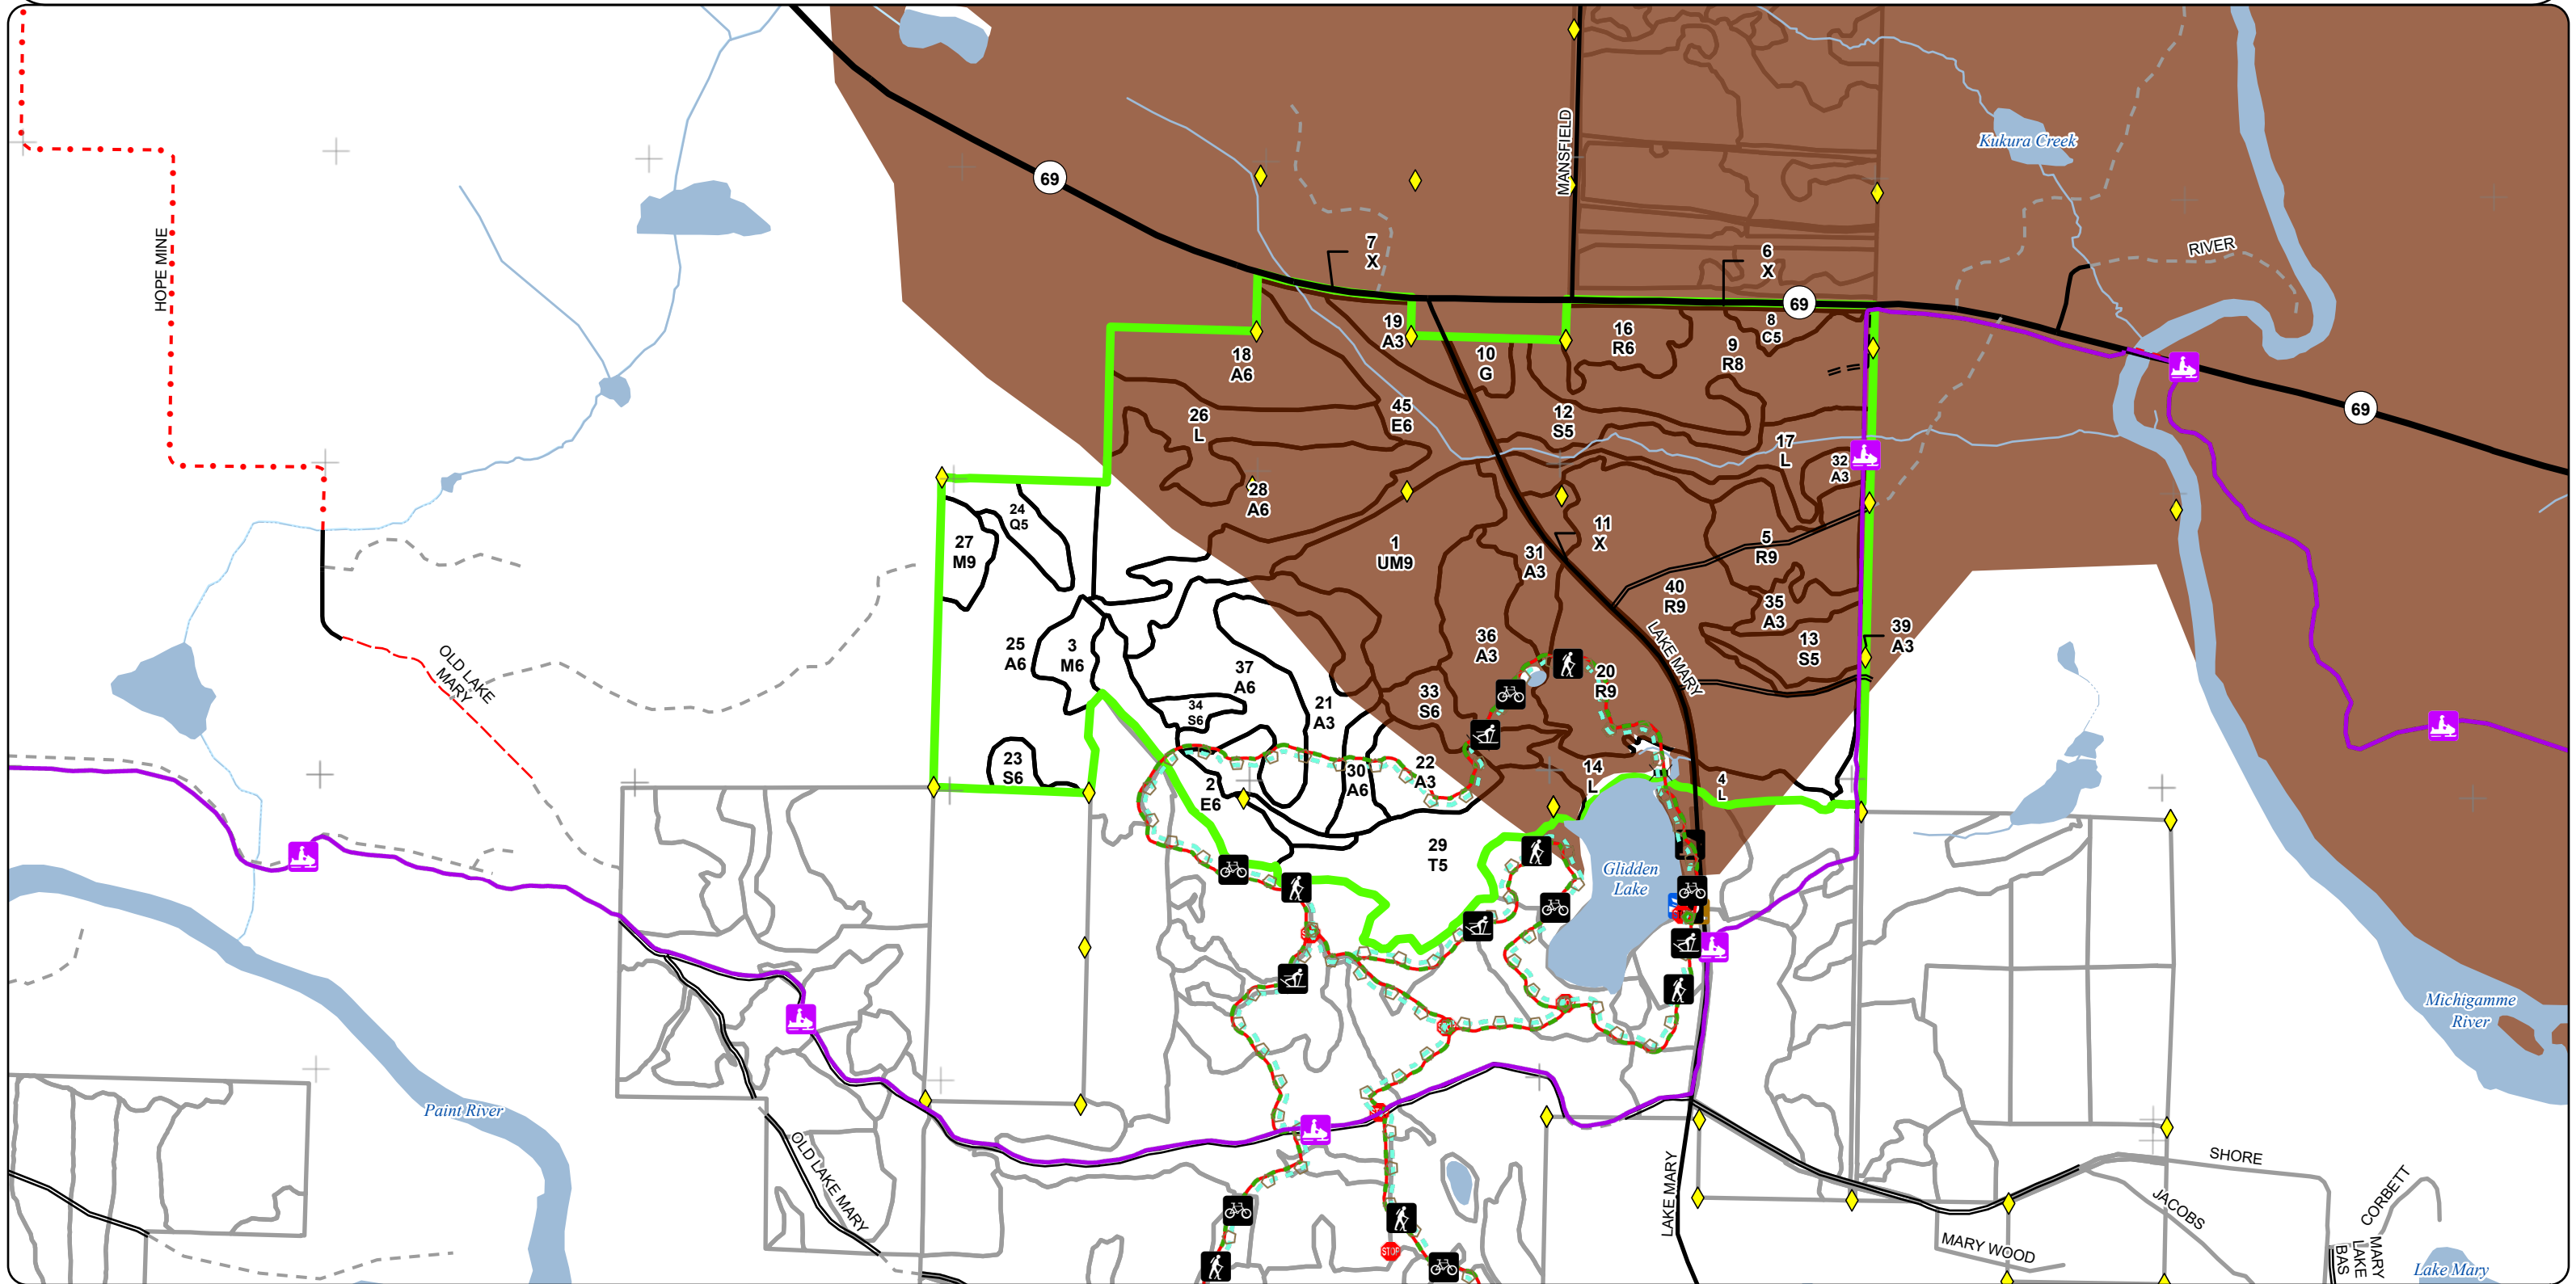 MANSFIELD
Kukura Creek
69
HOPE MINE
RIVER
7
X
6
X
69
19
A3
16
R6
8
C5
9
R8
18
A6
10
G
69
26
L
45
E6
12
S5
17
L
32
A3
28
A6
24
Q5
27
M9
1
UM9
31
A3
11
X
5
R9
40
R9
35
A3
39
A3
13
S5
25
A6
3
M6
36
A3
LAKE MARY
OLD LAKE
MARY
37
A6
20
R9
34
S6
21
A3
33
S6
23
S6
2
E6
30
A6
22
A3
14
L
4
L
29
T5
Glidden
Lake
Michigamme
River
Paint River
OLD LAKE MARY
LAKE MARY
SHORE
JACOBS
CORBETT
MARY WOOD
STOP
BAS
LAKE
MARY
Lake Mary